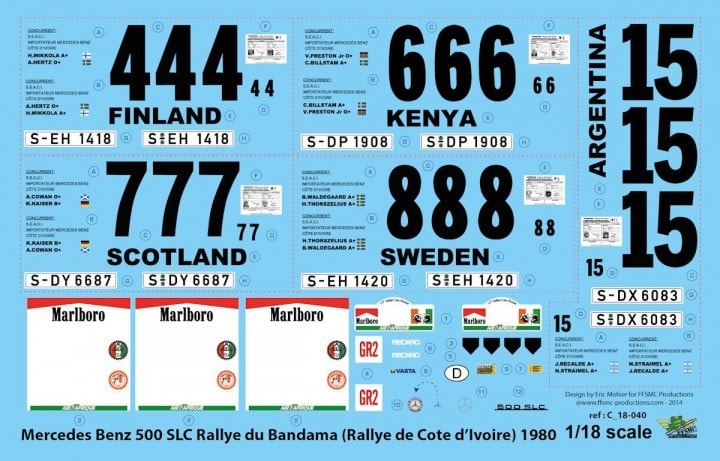 CONCURRENT:
S.E.A.C.I.
IMPORTATEUR MERCEDES BENZ
CÔTE D'IVOIRE
H.MIKKOLA A+
A.HERTZ O+
CONCURRENT:
S.E.A.C.I.
IMPORTATEUR MERCEDES BENZ
CÔTE D'IVOIRE
A.HERTZ O+
H.MIKKOLA A+
444
44
FINLAND
S-EH 1418
S-EH 1418
CONCURRENT:
S.E.A.C.I.
IMPORTATEUR MERCEDES BENZ
CÔTE D'IVOIRE
V.PRESTON Jr O+
C.BILLSTAM A+
CONCURRENT:
S.E.A.C.I.
IMPORTATEUR MERCEDES BENZ
CÔTE D'IVOIRE
C.BILLSTAM A+
V.PRESTON Jr O+
666
66
KENYA
S-DP 1908
S-DP 1908
CONCURRENT:
S.E.A.C.I.
IMPORTATEUR MERCEDES BENZ
CÔTE D'IVOIRE
A.COWAN O+
K.KAISER B+
CONCURRENT:
S.E.A.C.I.
IMPORTATEUR MERCEDES BENZ
CÔTE D'IVOIRE
K.KAISER B+
A.COWAN O+
777
77
SCOTLAND
S-DY 6687
S-DY 6687
CONCURRENT:
S.E.A.C.I.
IMPORTATEUR MERCEDES BENZ
CÔTE D'IVOIRE
B.WALDEGAARD A+
H.THORSZELIUS A+
CONCURRENT:
S.E.A.C.I.
IMPORTATEUR MERCEDES BENZ
CÔTE D'IVOIRE
H.THORSZELIUS A+
B.WALDEGAARD A+
888
88
SWEDEN
S-EH 1420
S-EH 1420
ARGENTINA
15
15
15
15
S-DX 6083
S-DX 6083
15
CONCURRENT:
S.E.A.C.I.
IMPORTATEUR MERCEDES BENZ
CÔTE D'IVOIRE
J.RECALDE A+
N.STRAIMEL A+
CONCURRENT:
S.E.A.C.I.
IMPORTATEUR MERCEDES BENZ
CÔTE D'IVOIRE
N.STRAIMEL A+
J.RECALDE A+
Marlboro
AIR AFRIQUE
Marlboro
AIR AFRIQUE
Marlboro
AIR AFRIQUE
Marlboro
GR2
RECARO
RECARO
VARTA
GR2
D
500 SLC
Design by Eric Mohier for FFSMC Productions
@www.ffsmc-productions.com - 2014
ref : C_18-040
FFSMC
Mercedes Benz 500 SLC Rallye du Bandama (Rallye de Cote d'Ivoire) 1980
1/18 scale